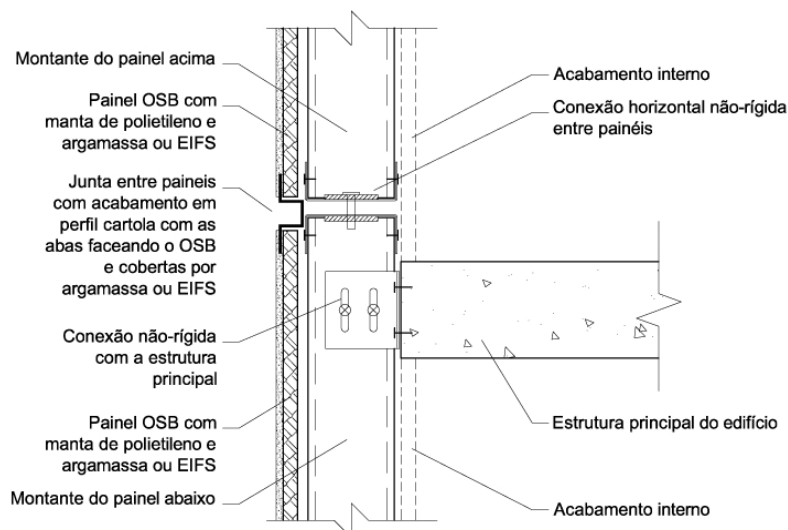 Montante do painel acima
Painel OSB com
manta de polietileno e
argamassa ou EIFS
Junta entre paineis
com acabamento em
perfil cartola com as
abas faceando o OSB
e cobertas por
argamassa ou EIFS
Conexão não-rígida
com a estrutura
principal
Painel OSB com
manta de polietileno e
argamassa ou EIFS
Montante do painel abaixo
Acabamento interno
Conexão horizontal não-rígida
entre painéis
Estrutura principal do edifício
Acabamento interno